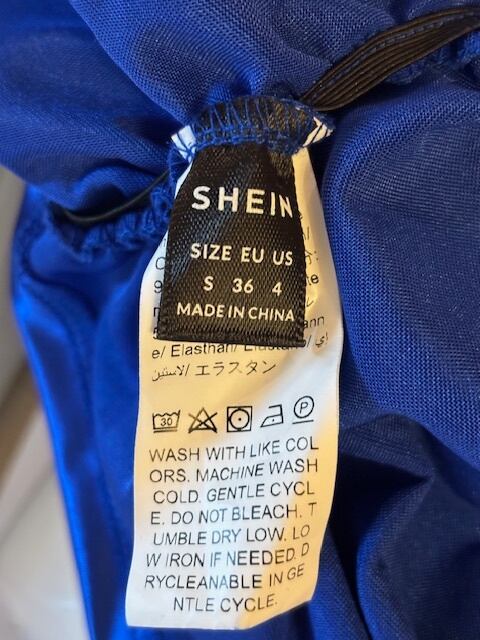 SHEIN
SIZE EU US
S 36 4
MADE IN CHINA
e/ Elasthan/
الاستين/ エラスタン
30
P
WASH WITH LIKE COL
ORS. MACHINE WASH
COLD. GENTLE CYCL
E. DO NOT BLEACH. T
UMBLE DRY LOW. LO
W IRON IF NEEDED. D
RYCLEANABLE IN GE
NTLE CYCLE.